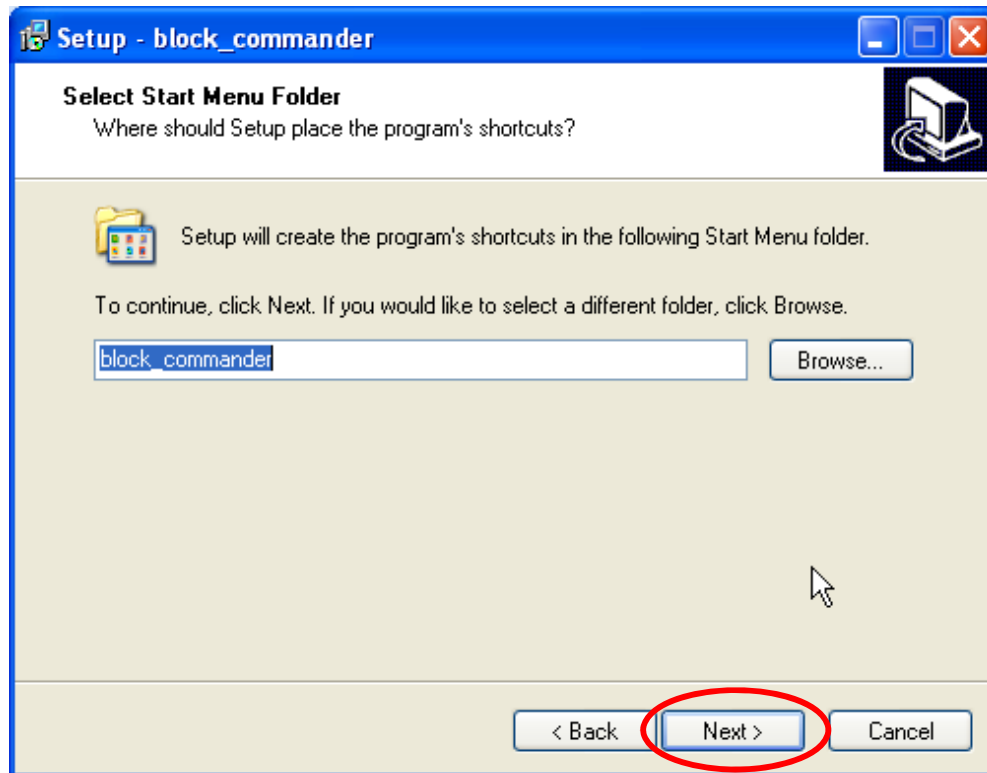 Setup - block_commander
Select Start Menu Folder
Where should Setup place the program's shortcuts?
Setup will create the program's shortcuts in the following Start Menu folder.
To continue, click Next. If you would like to select a different folder, click Browse.
block_commander
Browse...
< Back
Next >
Cancel